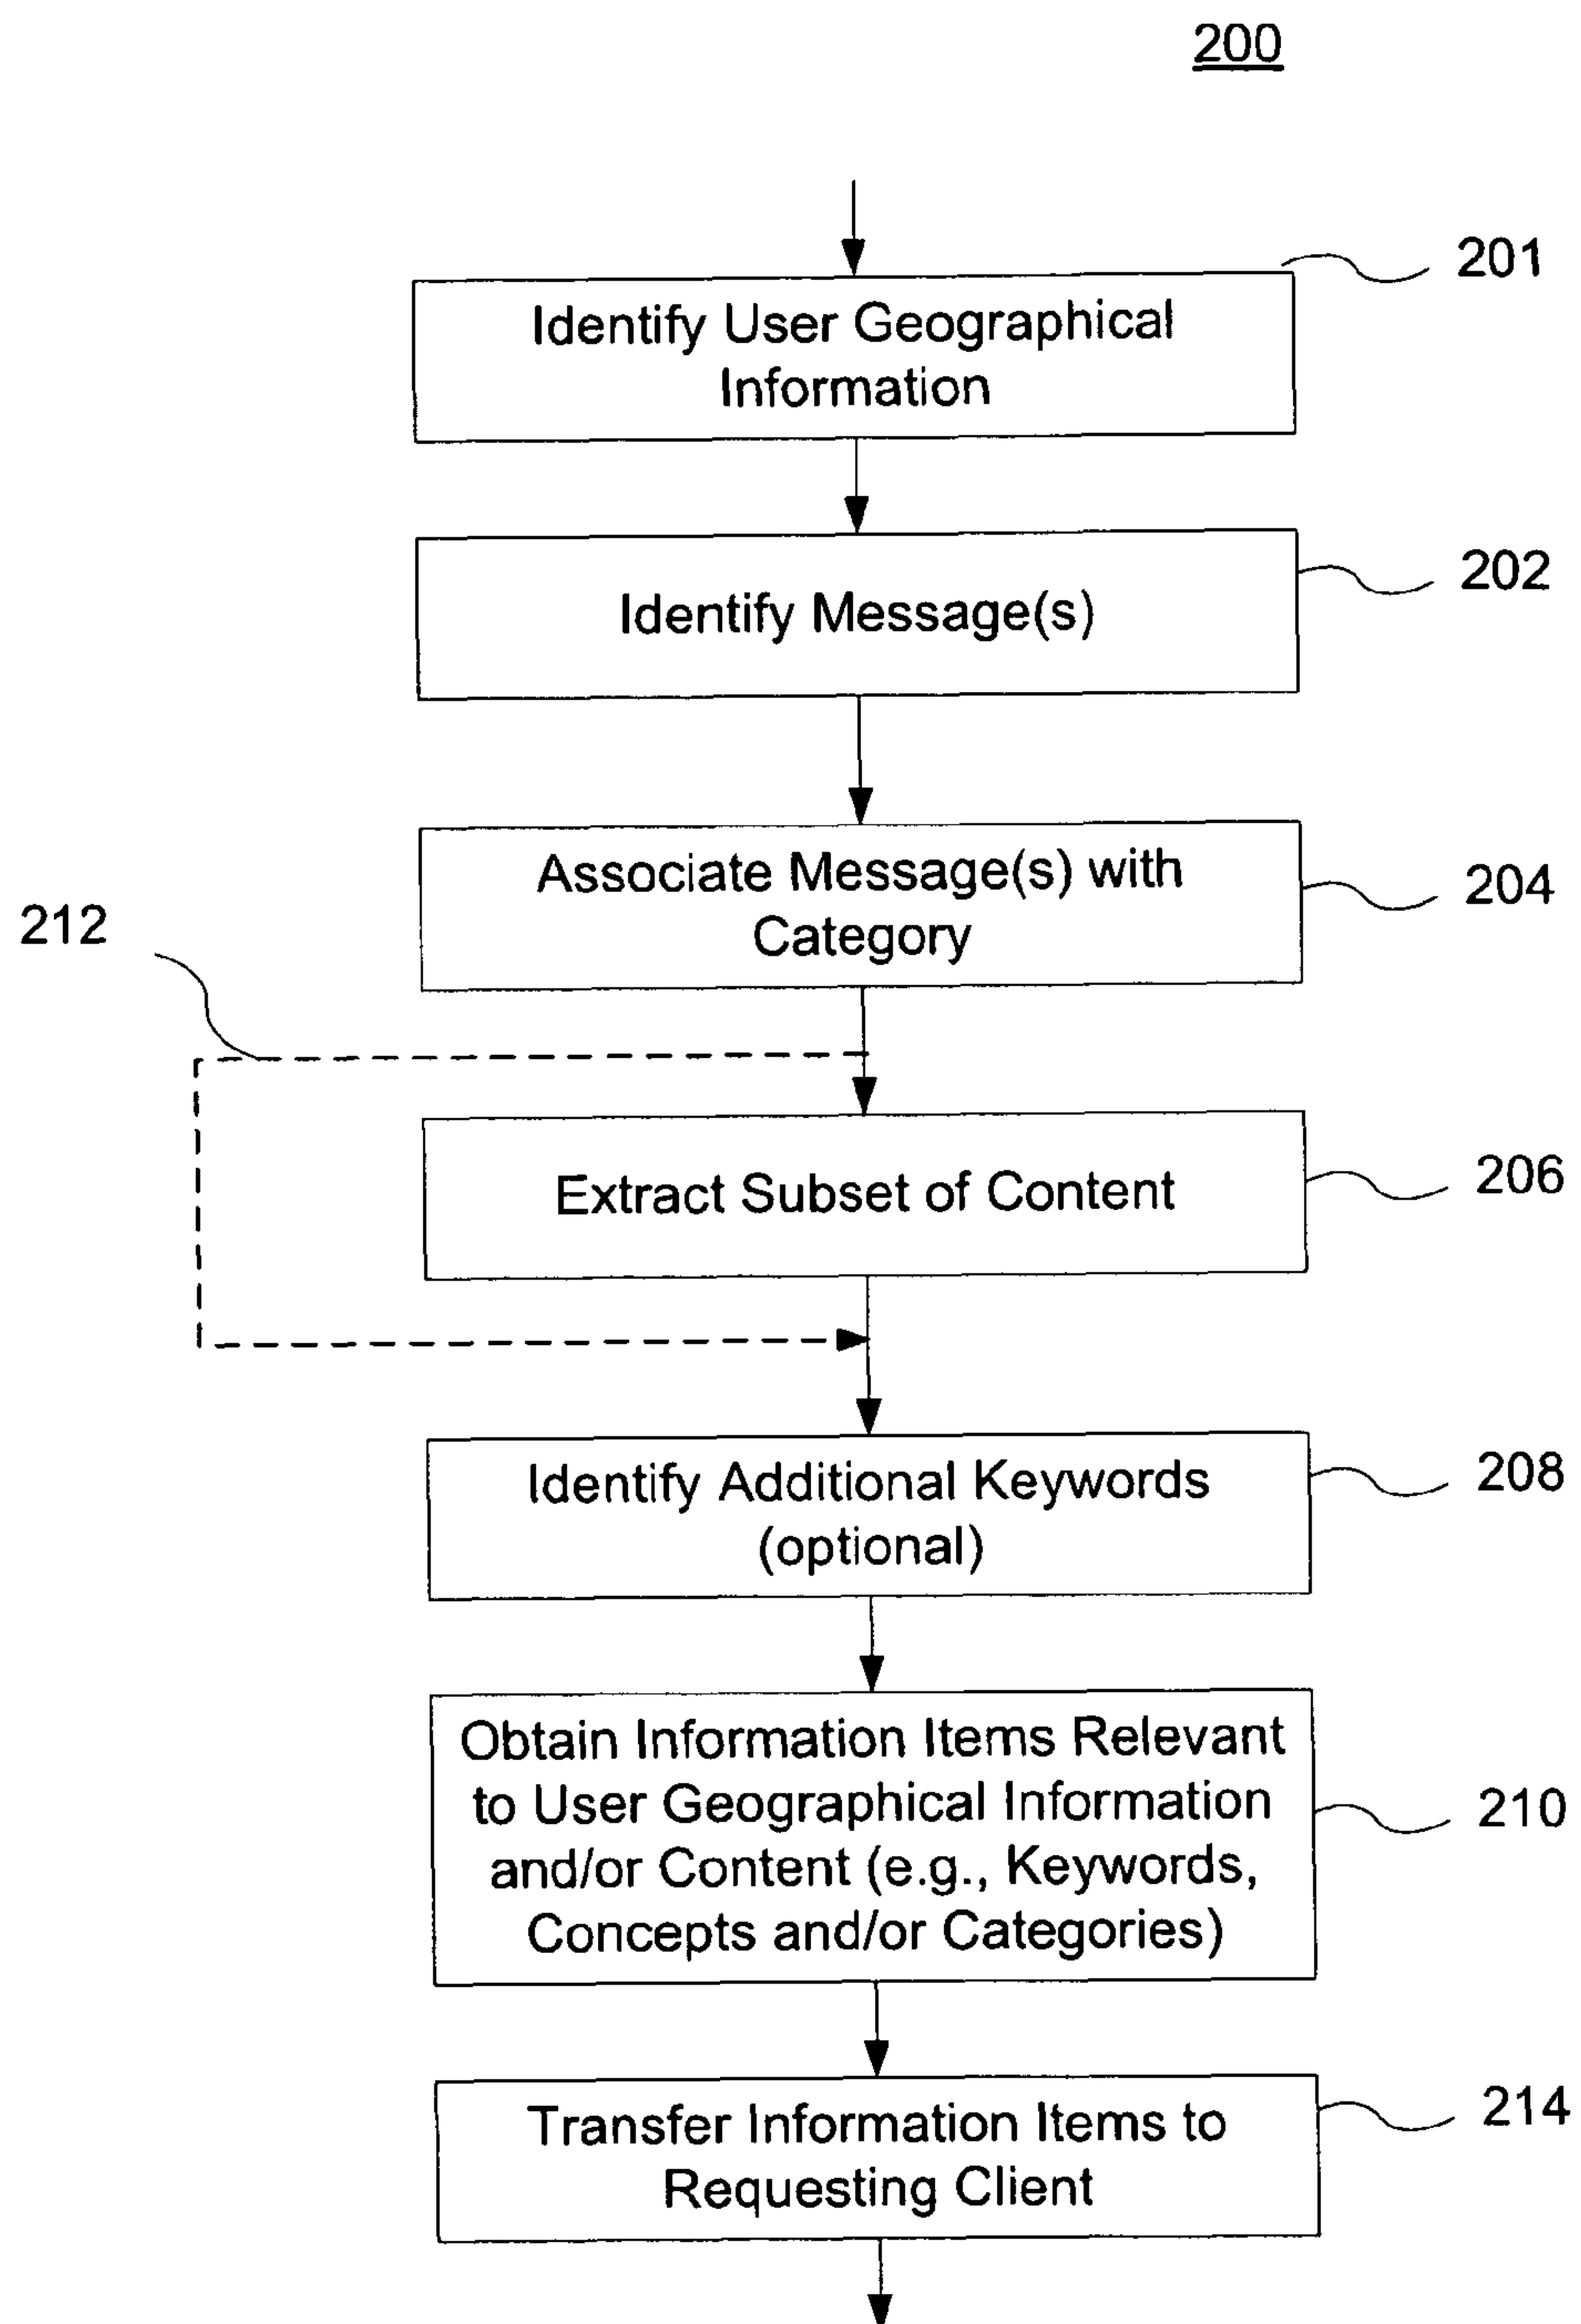 200
201
Identify User Geographical
Information
202
Identify Message(s)
204
Associate Message(s) with
Category
212
206
Extract Subset of Content
208
Identify Additional Keywords
(optional)
Obtain Information Items Relevant
to User Geographical Information
210
and/or Content (e.g., Keywords,
Concepts and/or Categories)
214
Transfer Information Items to
Requesting Client